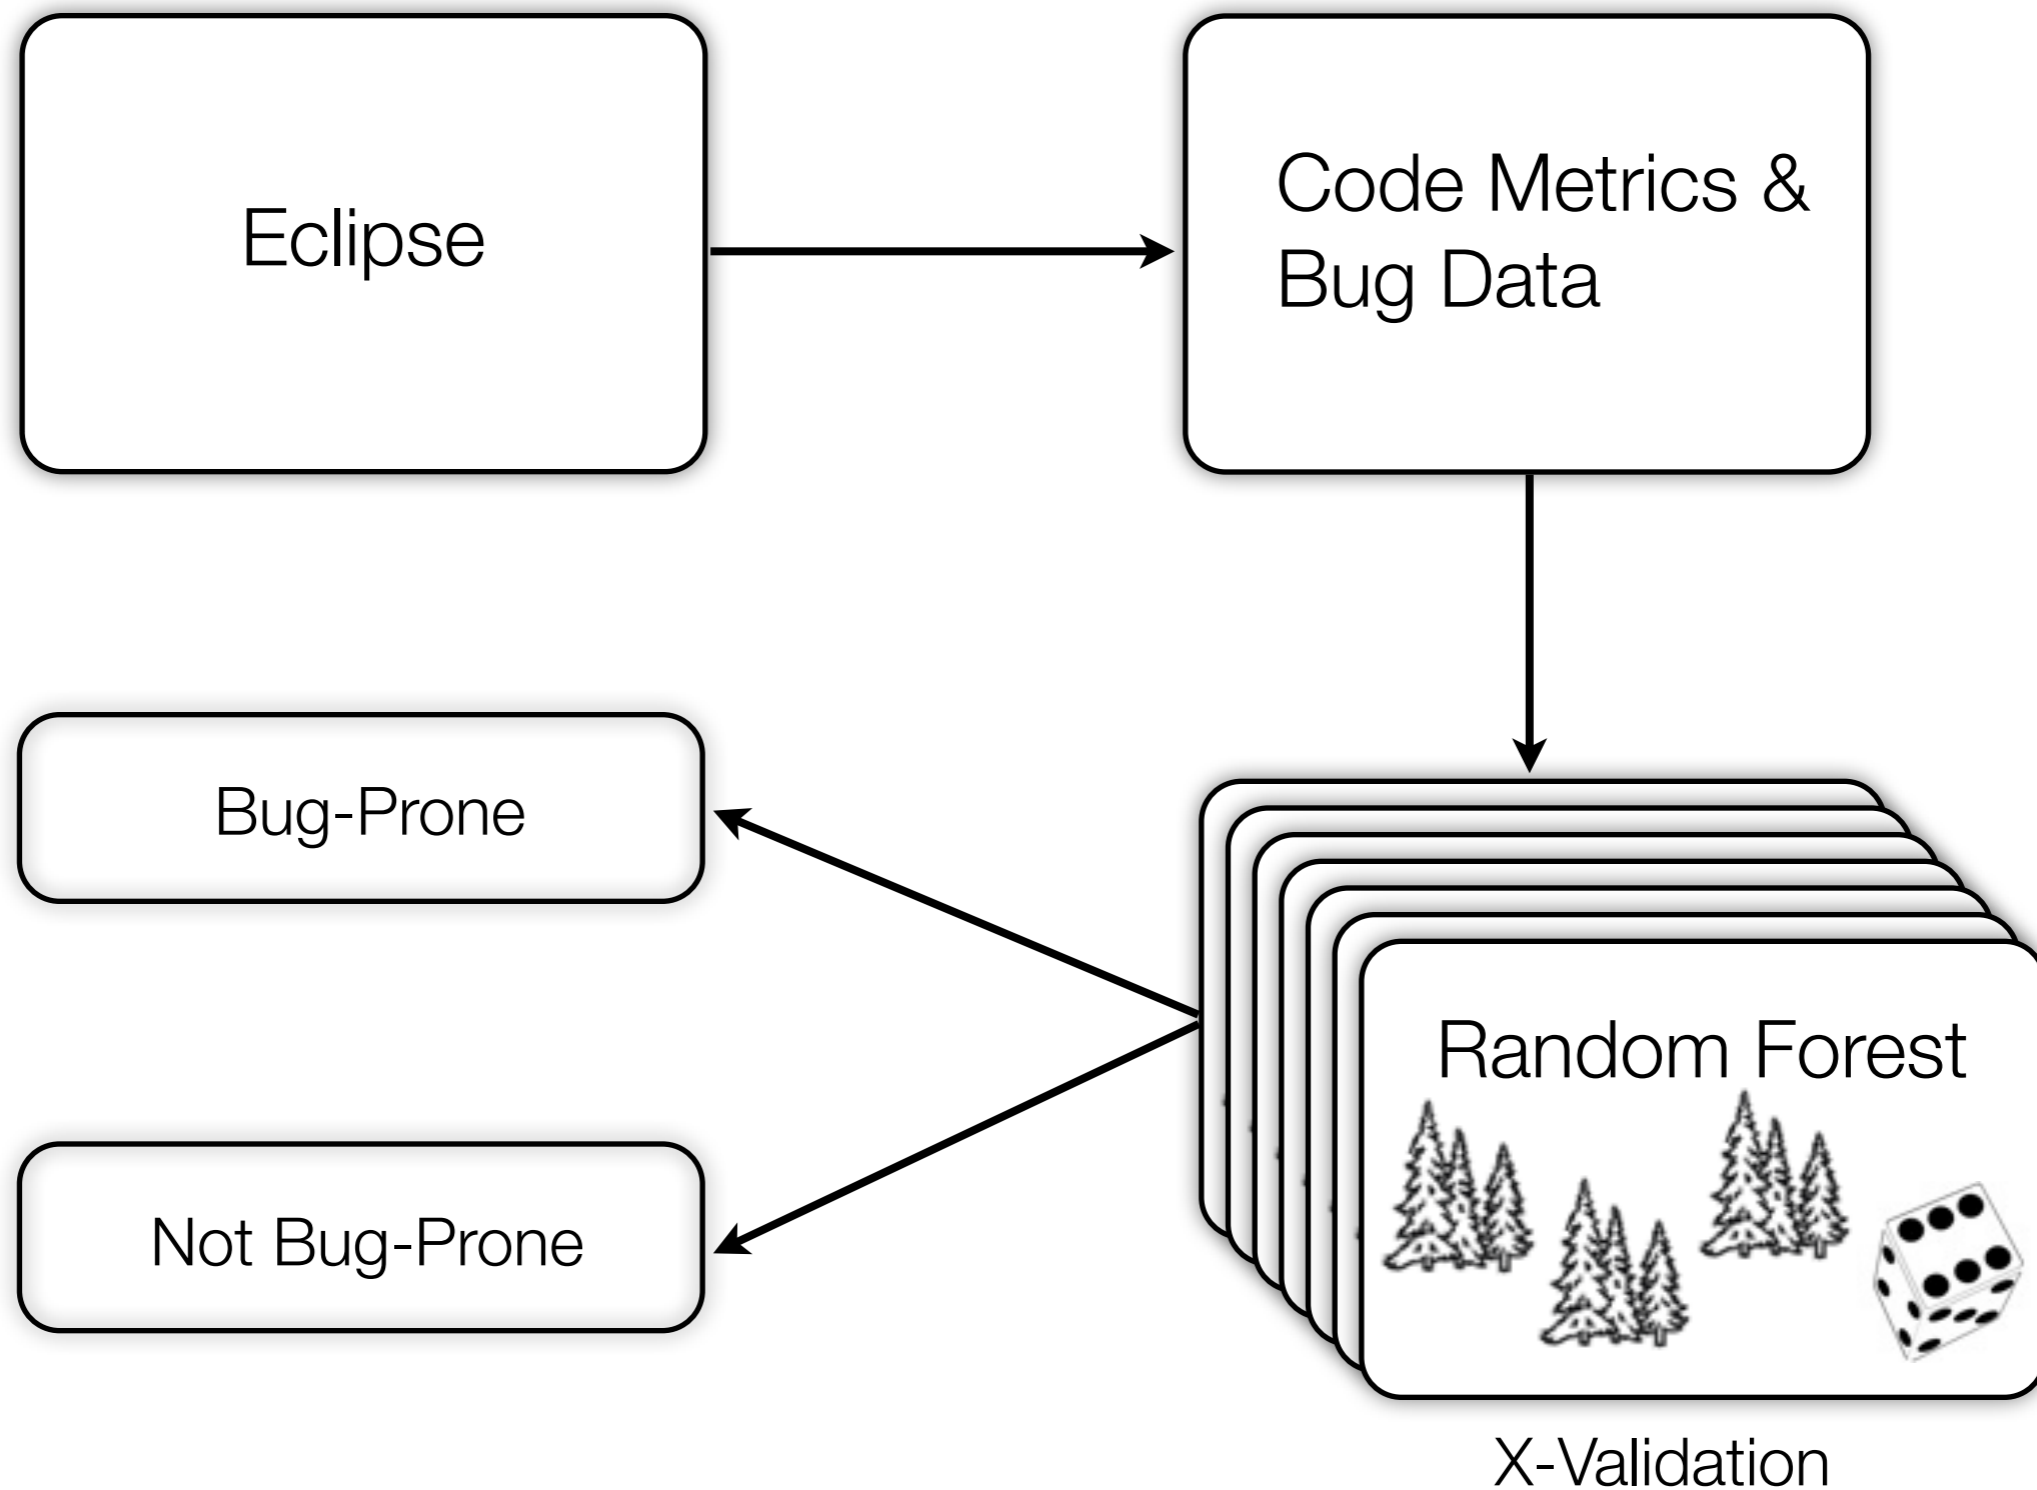 Eclipse
Code Metrics &
Bug Data
Bug-Prone
Not Bug-Prone
Random Forest
X-Validation